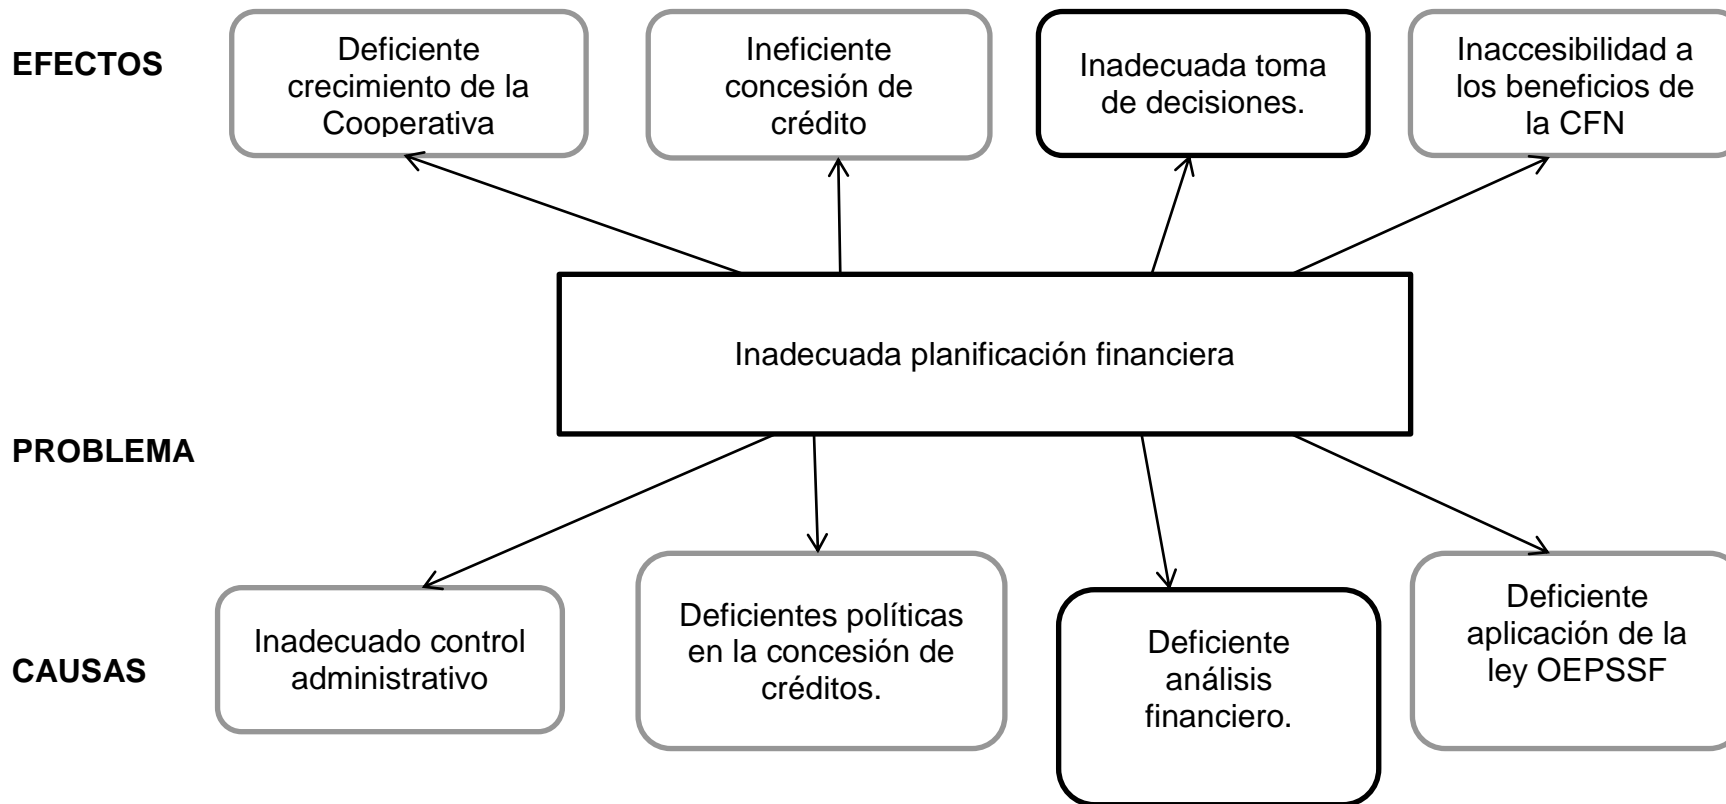 EFECTOS
Deficiente
crecimiento de la
Cooperativa
Ineficiente
concesión de
crédito
Inadecuada toma
de decisiones.
Inaccesibilidad a
los beneficios de
la CFN
Inadecuada planificación financiera
PROBLEMA
CAUSAS
Inadecuado control
administrativo
Deficientes políticas
en la concesión de
créditos.
Deficiente
análisis
financiero.
Deficiente
aplicación de la
ley OEPSSF